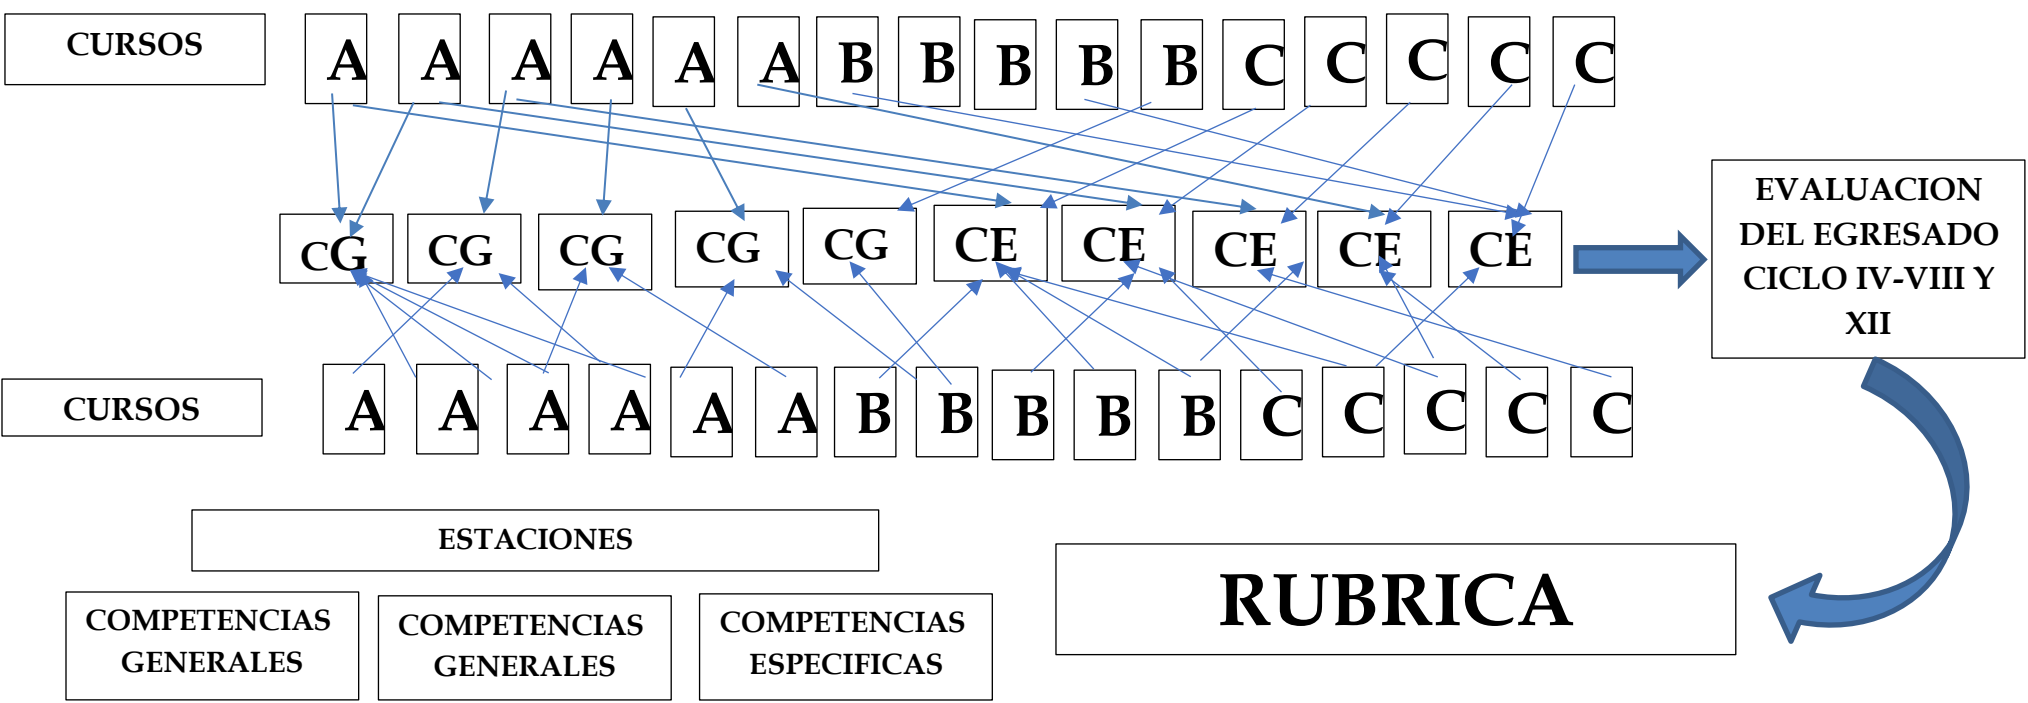 CURSOS
A A A A A A B B B B B C C C C C
CG CG CG CG CG CE CE CE CE CE
EVALUACION
DEL EGRESADO
CICLO IV-VIII Y
XII
CURSOS
A A A A A A B B B B B C C C C C
ESTACIONES
COMPETENCIAS
GENERALES
COMPETENCIAS
GENERALES
COMPETENCIAS
ESPECIFICAS
RUBRICA